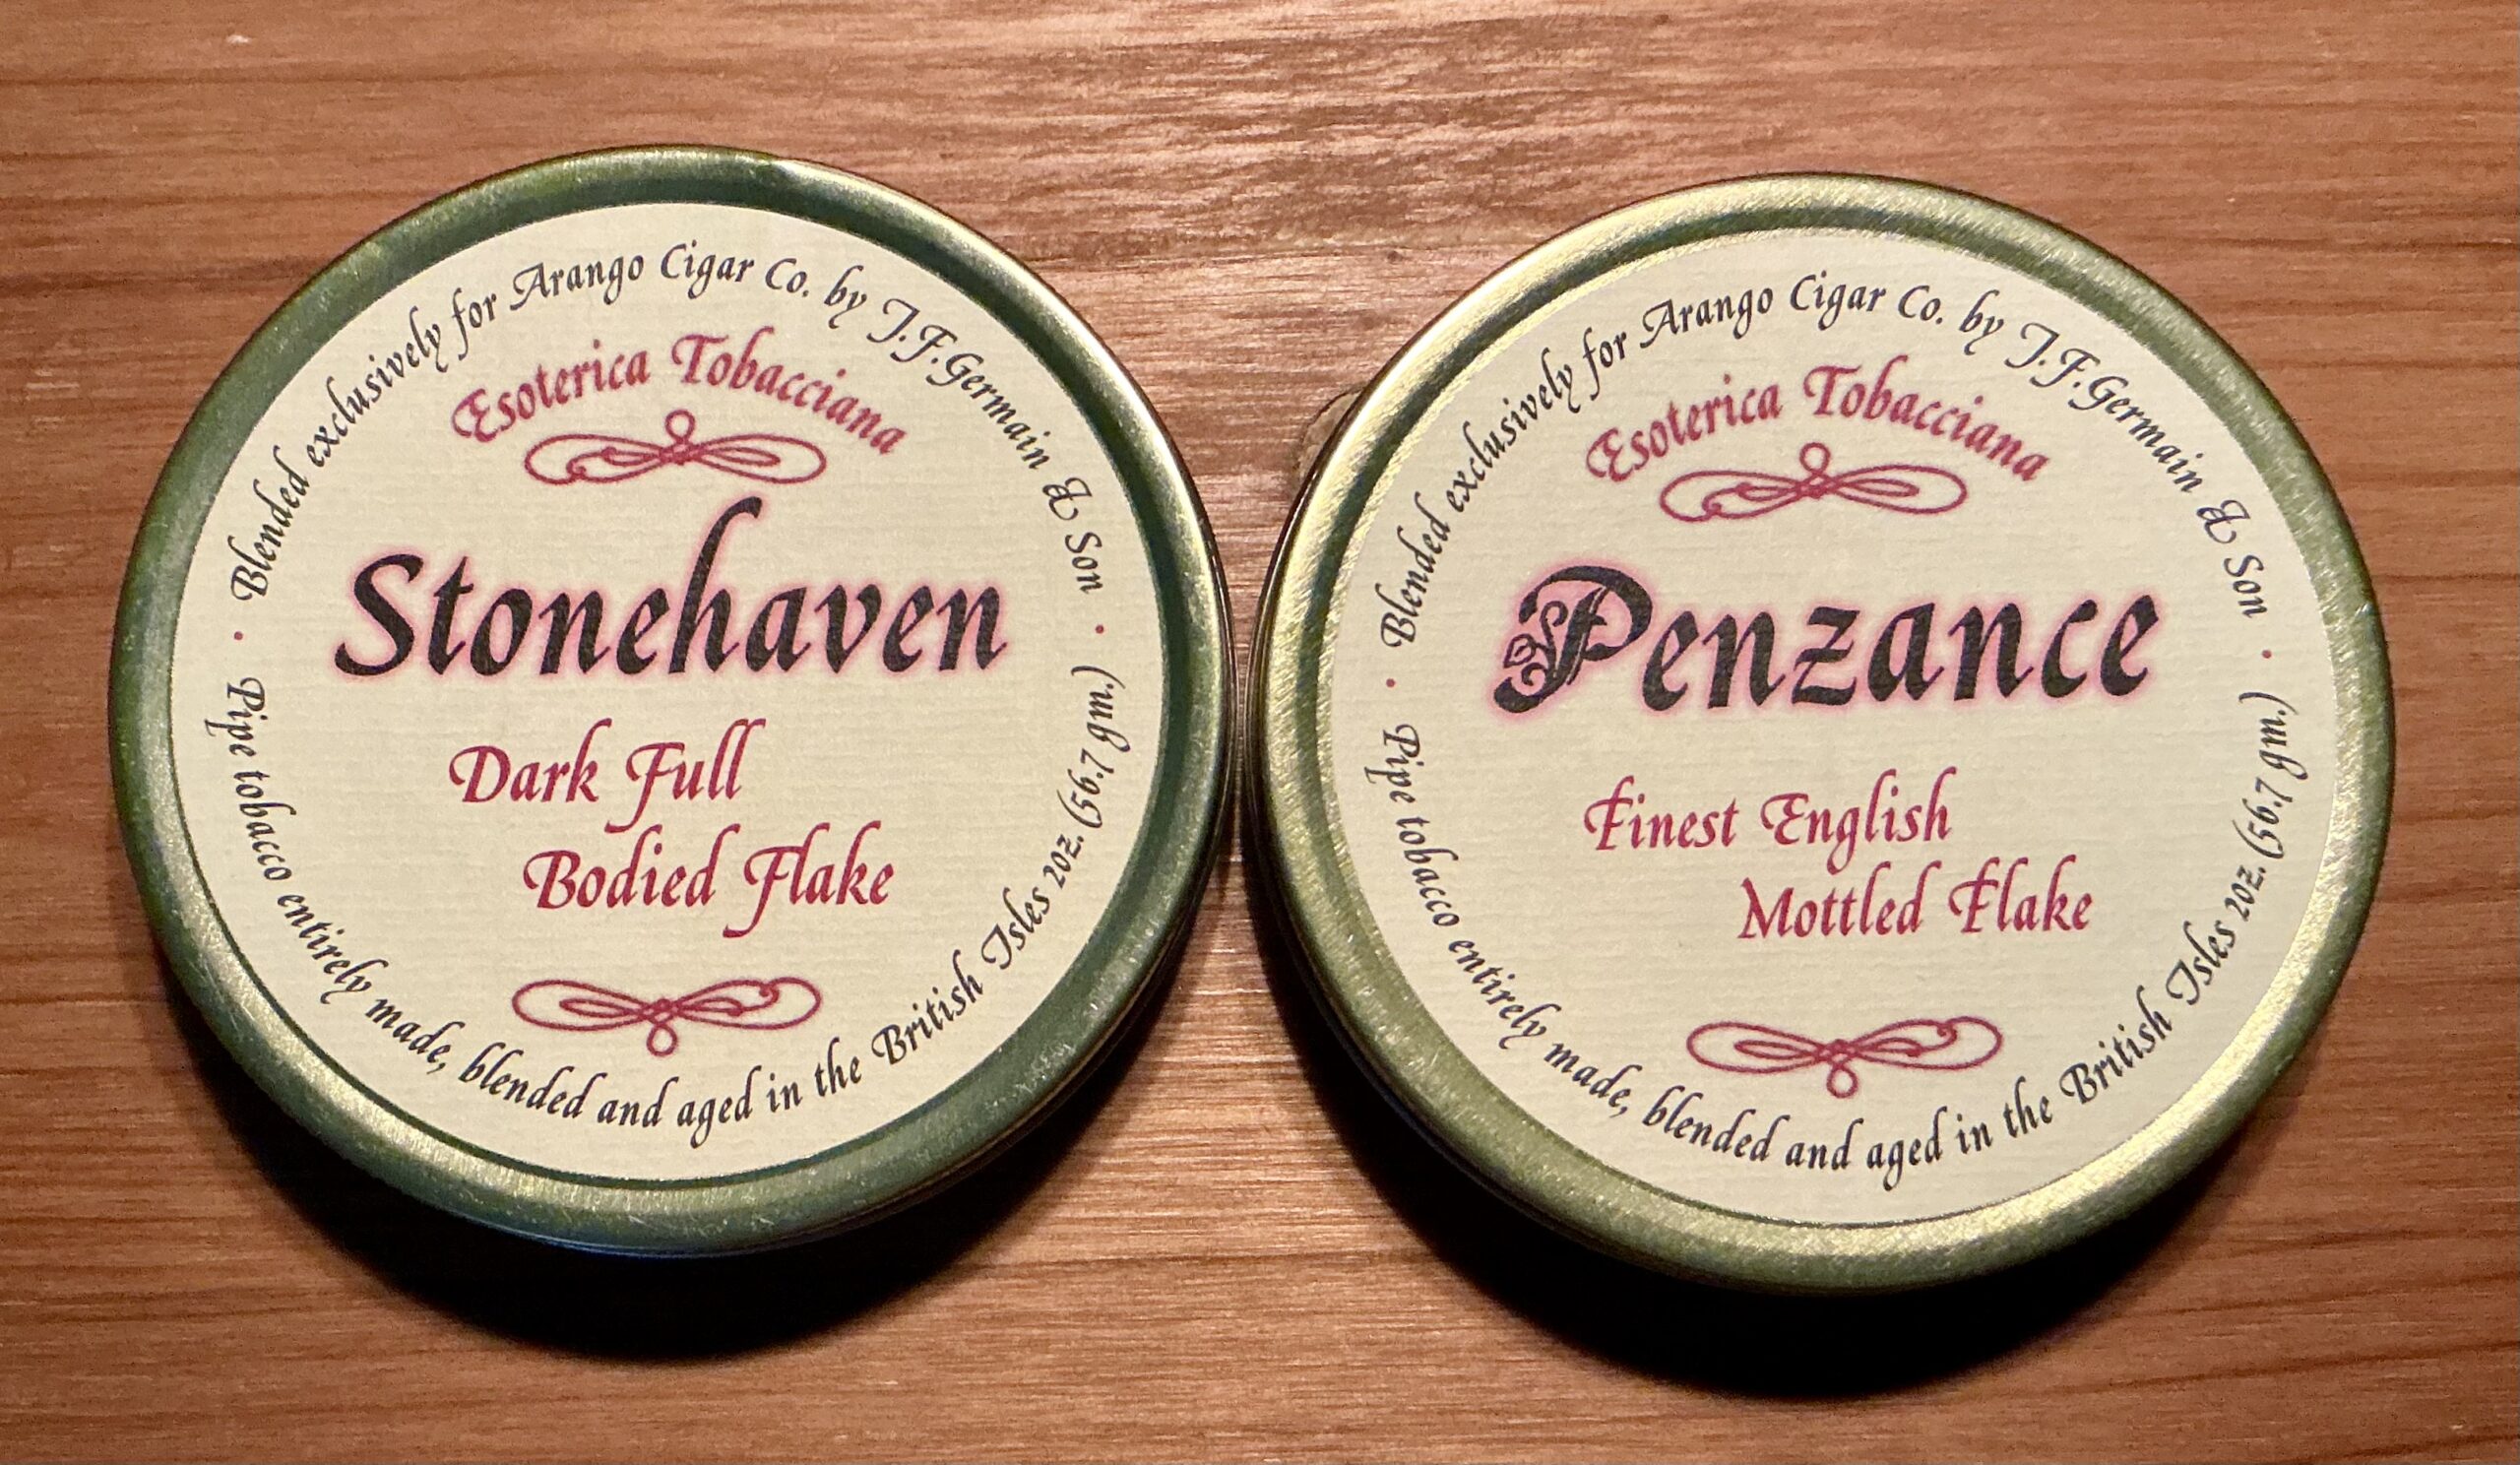 Blended exclusively for Arango Cigar Co. by J.F.Germain & Son
Esoterica Tobacciana
Stonehaven
Dark Full
Bodied Flake
Pipe tobacco entirely made, blended and aged in the British Isles 2oz. (56.7 gm.)
Blended exclusively for Arango Cigar Co. by J.F.Germain & Son
Esoterica Tobacciana
Penzance
Finest English
Mottled Flake
Pipe tobacco entirely made, blended and aged in the British Isles 2oz. (56.7 gm.)